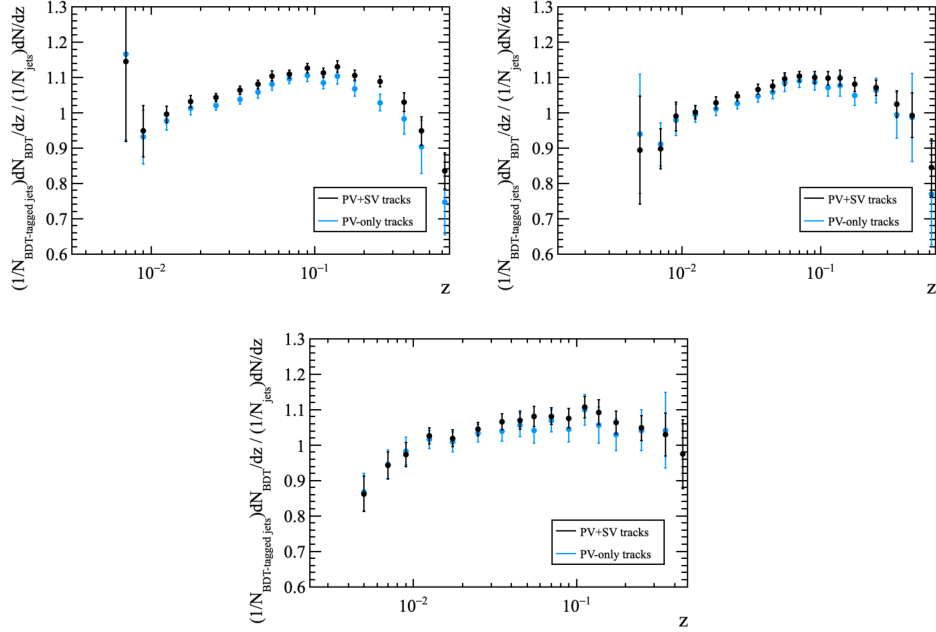 (1/N_BDT-tagged jets)dN_BDT/dz / (1/N_jets)dN/dz
1.3
1.2
1.1
1
0.9
0.8
0.7
0.6
PV+SV tracks
PV-only tracks
10⁻² 10⁻¹
z
(1/N_BDT-tagged jets)dN_BDT/dz / (1/N_jets)dN/dz
1.3
1.2
1.1
1
0.9
0.8
0.7
0.6
PV+SV tracks
PV-only tracks
10⁻² 10⁻¹
z
(1/N_BDT-tagged jets)dN_BDT/dz / (1/N_jets)dN/dz
1.3
1.2
1.1
1
0.9
0.8
0.7
0.6
PV+SV tracks
PV-only tracks
10⁻² 10⁻¹
z